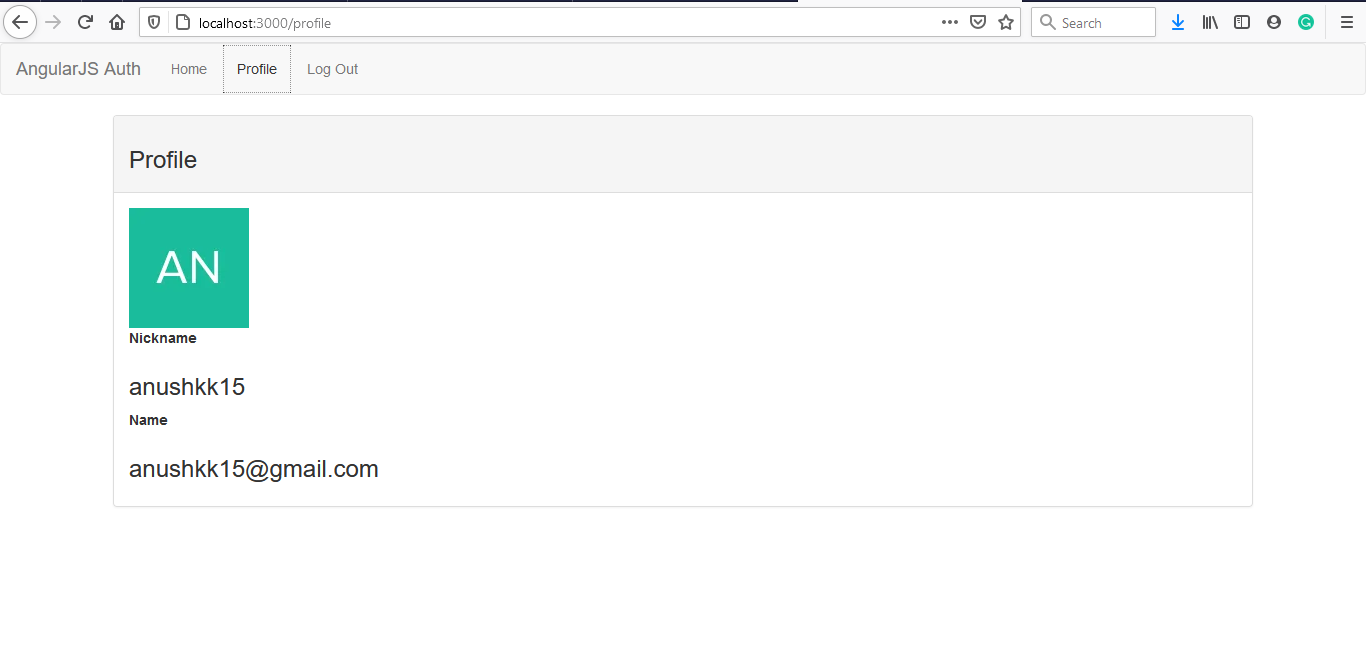 localhost:3000/profile
Search
AngularJS Auth Home Profile Log Out
Profile
AN
Nickname
anushkk15
Name
anushkk15@gmail.com